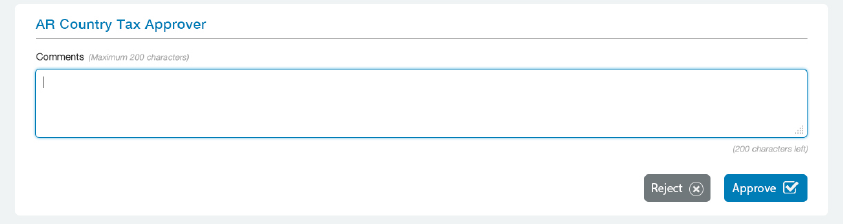 AR Country Tax Approver
Comments (Maximum 200 characters)
(200 characters left)
Reject
Approve